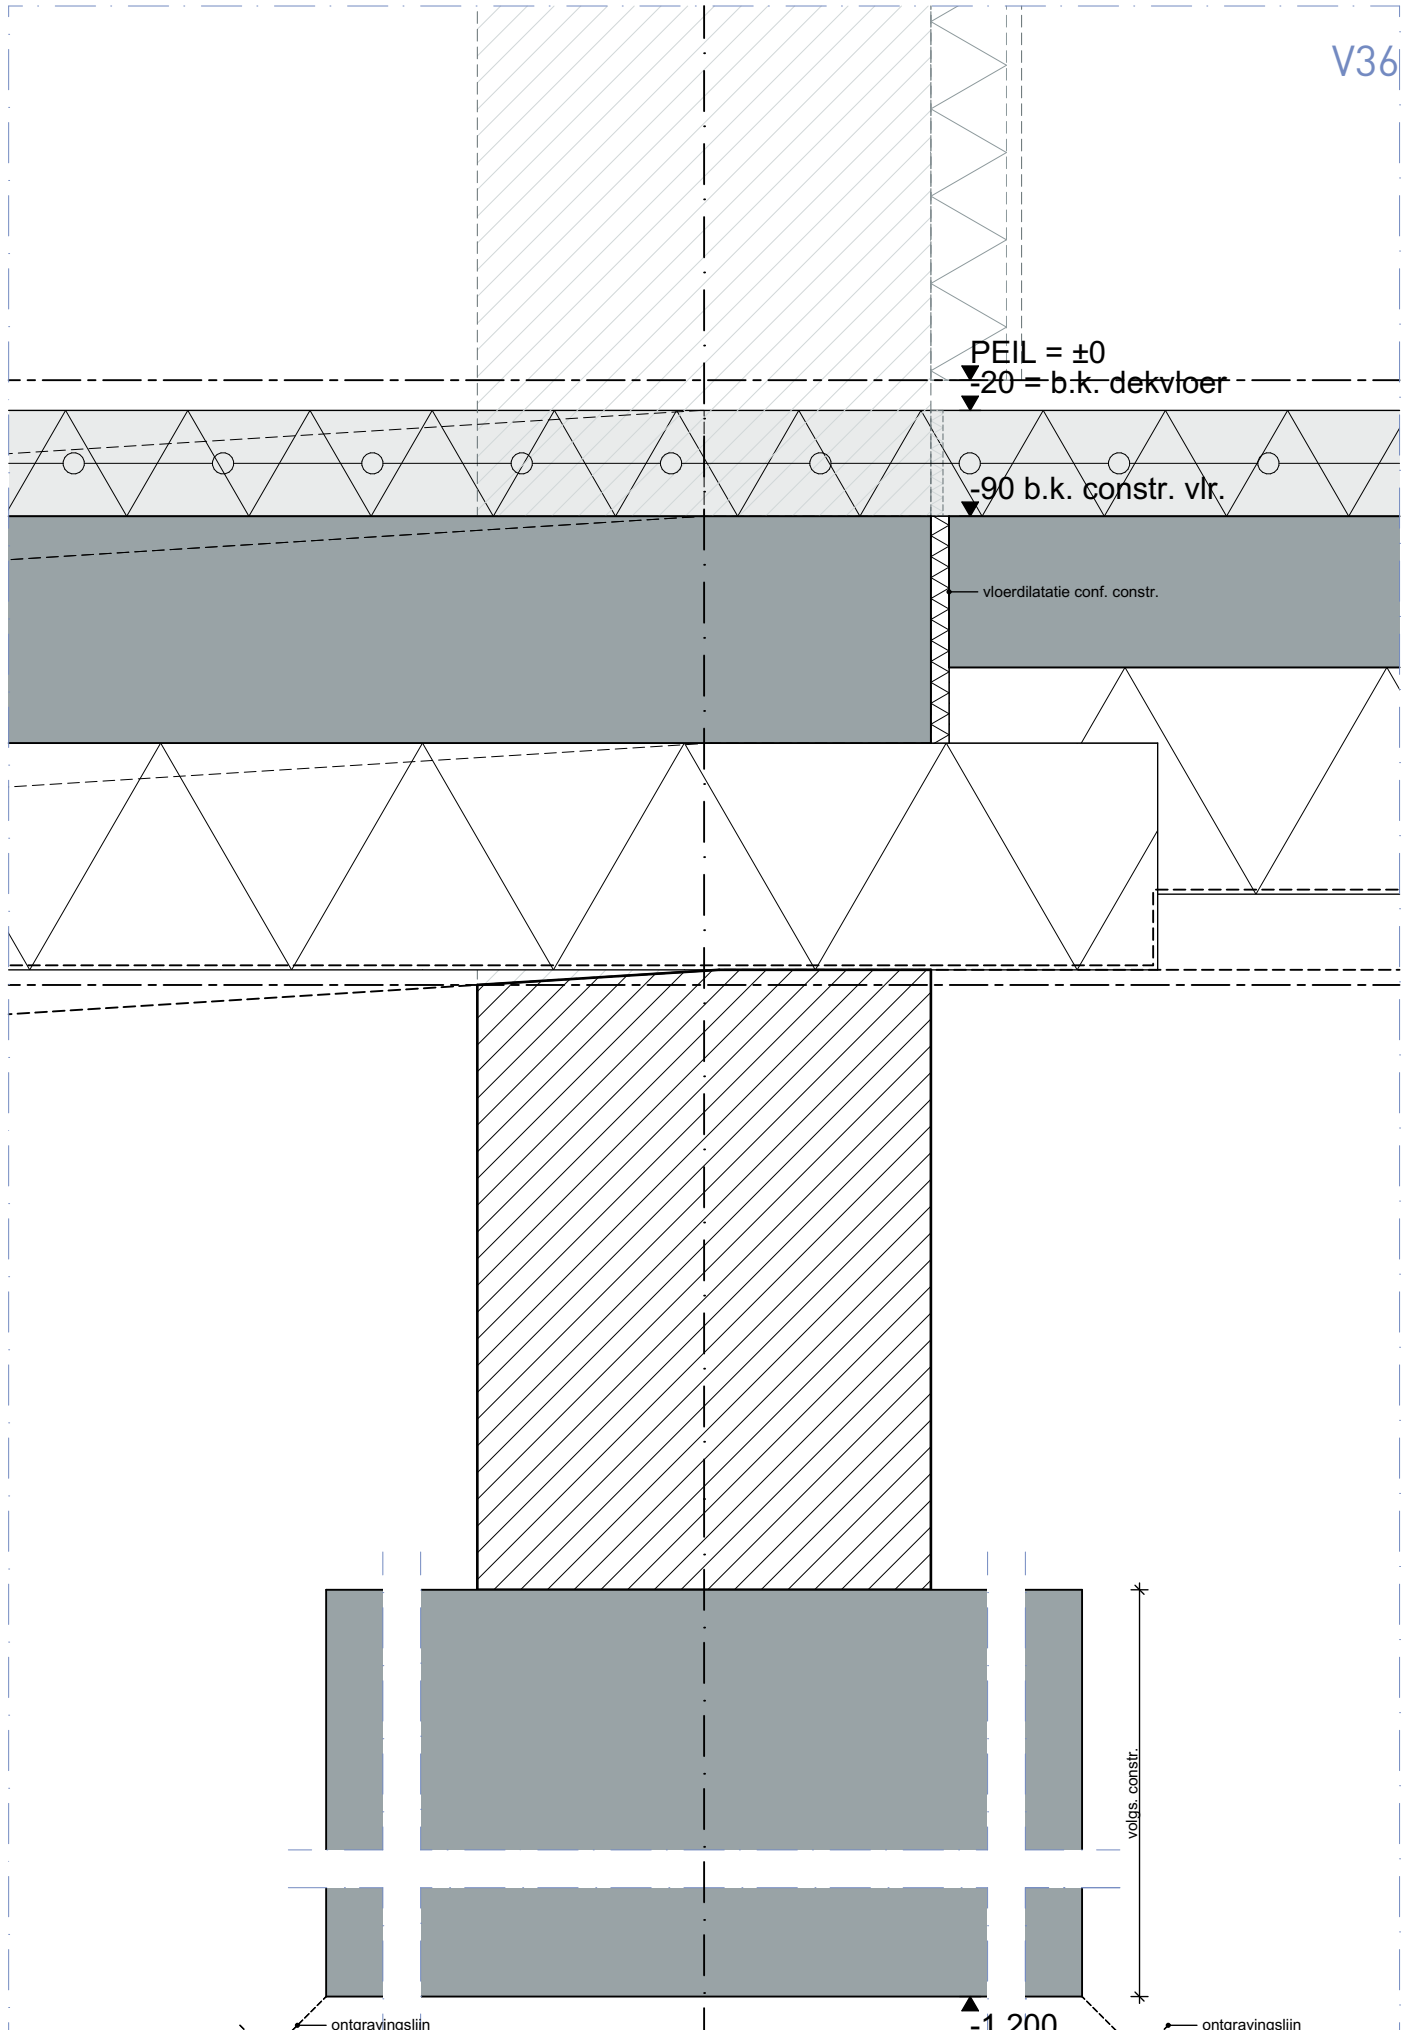 V36
PEIL = ±0
-20 = b.k. dekvloer
-90 b.k. constr. vlr.
vloerdilatatie conf. constr.
volgs. constr.
-1.200
ontgravingslijn
ontgravingslijn